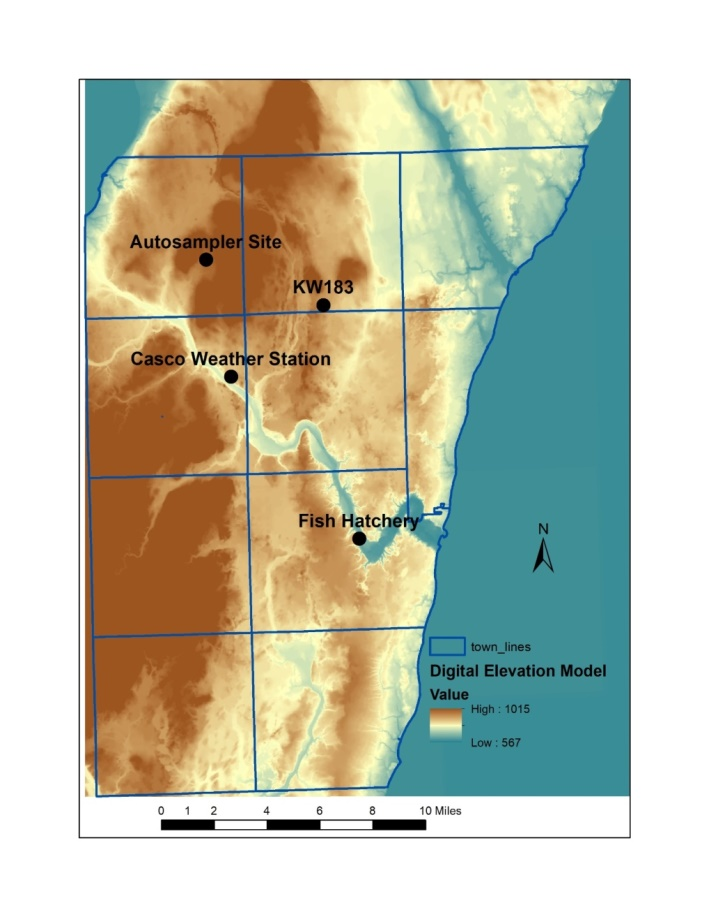 Autosampler Site
KW183
Casco Weather Station
Fish Hatchery
N
town_lines
Digital Elevation Model
Value
High : 1015
Low : 567
0 1 2 4 6 8 10 Miles